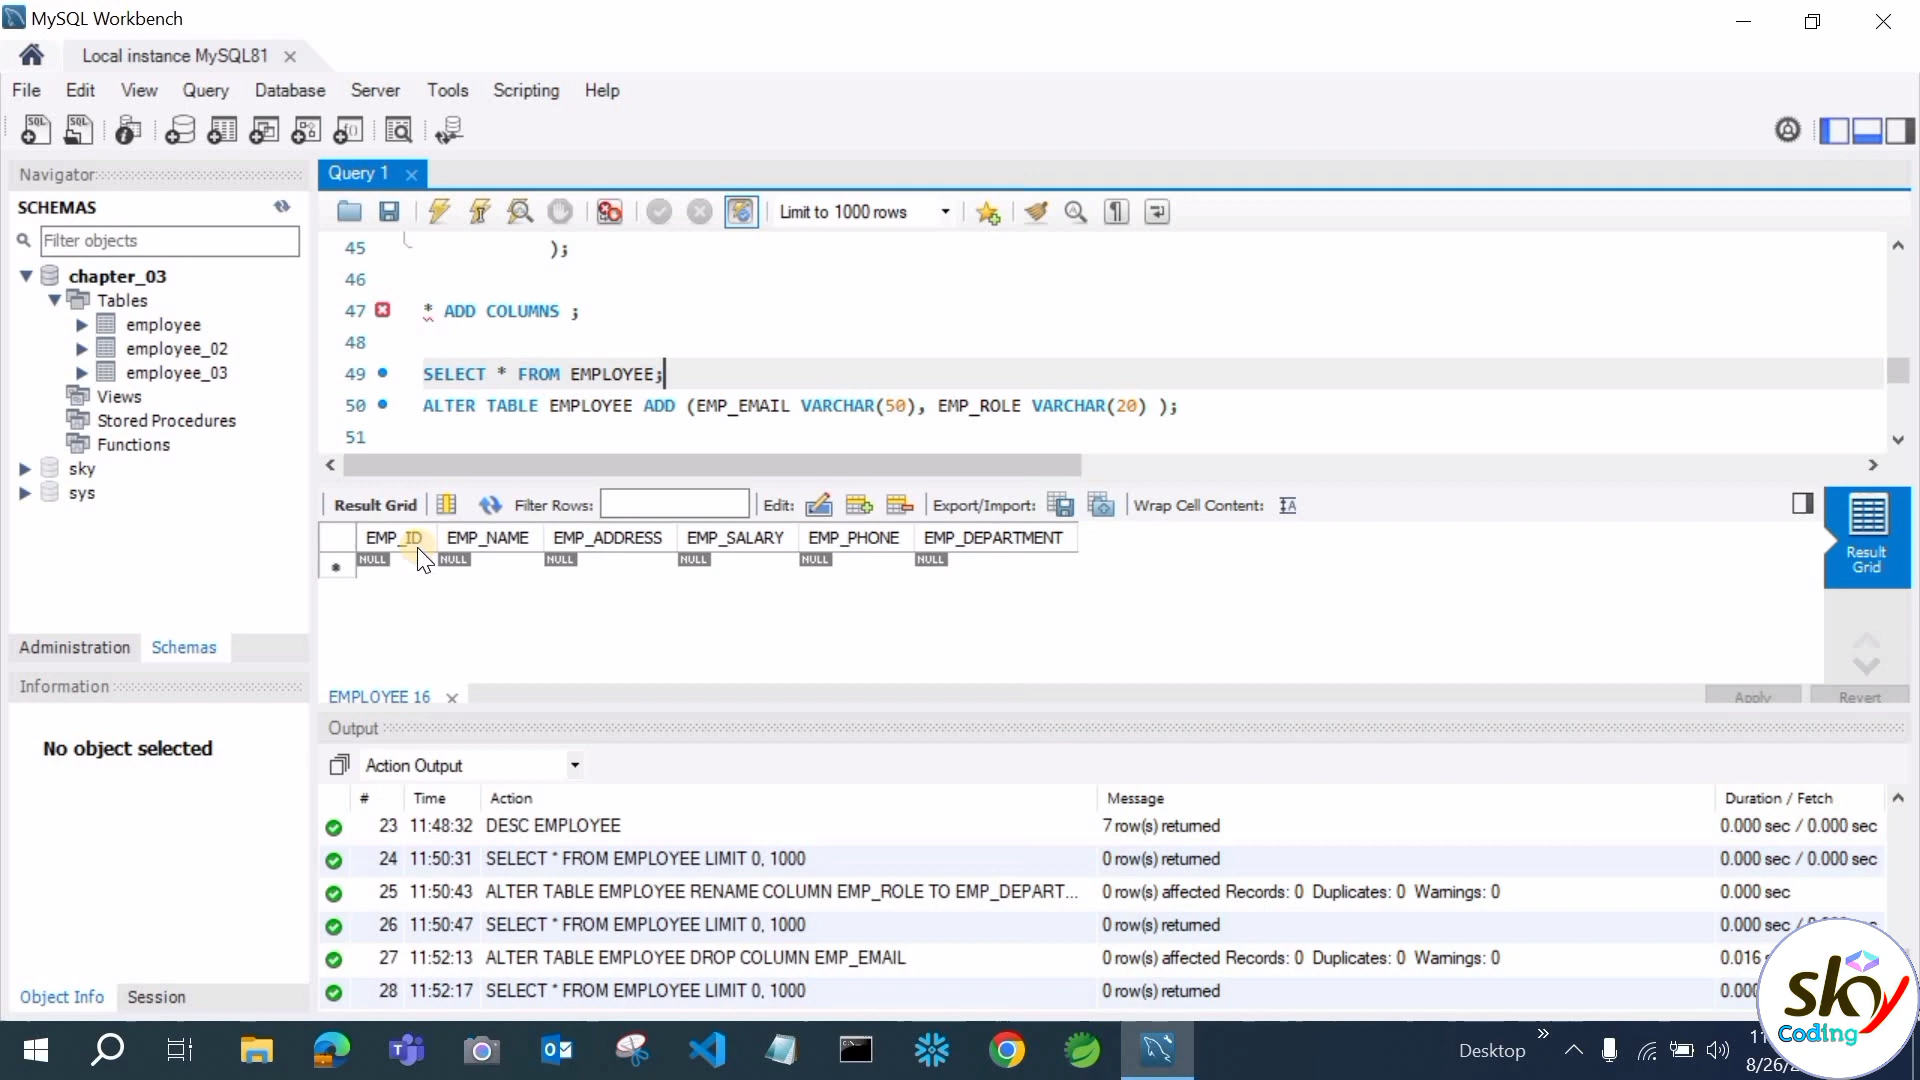 MySQL Workbench
Local instance MySQL81
File Edit View Query Database Server Tools Scripting Help
Navigator
Query 1
SCHEMAS
Filter objects
Limit to 1000 rows
chapter_03
Tables
employee
employee_02
employee_03
Views
Stored Procedures
Functions
sky
sys
45 );
46
47 * ADD COLUMNS ;
48
49 SELECT * FROM EMPLOYEE;
50 ALTER TABLE EMPLOYEE ADD (EMP_EMAIL VARCHAR(50), EMP_ROLE VARCHAR(20) );
51
Result Grid Filter Rows: Edit: Export/Import: Wrap Cell Content:
EMP_ID EMP_NAME EMP_ADDRESS EMP_SALARY EMP_PHONE EMP_DEPARTMENT
NULL NULL NULL NULL NULL NULL
Result
Grid
Administration Schemas
Information
No object selected
EMPLOYEE 16
Apply Revert
Output
Action Output
# Time Action Message Duration / Fetch
23 11:48:32 DESC EMPLOYEE 7 row(s) returned 0.000 sec / 0.000 sec
24 11:50:31 SELECT * FROM EMPLOYEE LIMIT 0, 1000 0 row(s) returned 0.000 sec / 0.000 sec
25 11:50:43 ALTER TABLE EMPLOYEE RENAME COLUMN EMP_ROLE TO EMP_DEPART... 0 row(s) affected Records: 0 Duplicates: 0 Warnings: 0 0.000 sec
26 11:50:47 SELECT * FROM EMPLOYEE LIMIT 0, 1000 0 row(s) returned 0.000 sec /
27 11:52:13 ALTER TABLE EMPLOYEE DROP COLUMN EMP_EMAIL 0 row(s) affected Records: 0 Duplicates: 0 Warnings: 0 0.016
28 11:52:17 SELECT * FROM EMPLOYEE LIMIT 0, 1000 0 row(s) returned
Object Info Session
sky
Coding
Desktop